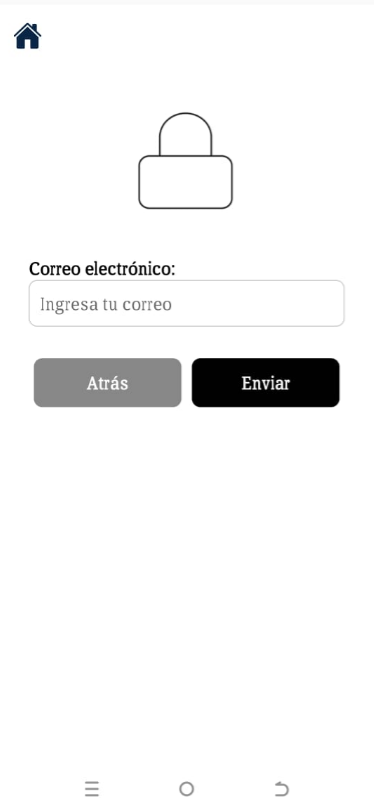 Correo electrónico:
Ingresa tu correo
Atrás
Enviar